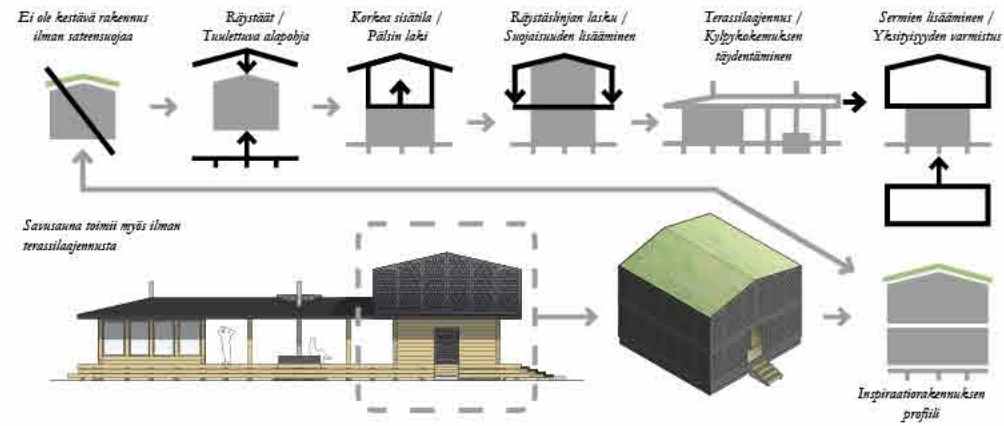 Ei ole kestävä rakennus
ilman sateensuojaa
Räystäät /
Tuulettuva alapohja
Korkea sisätila /
Pälsin laki
Räystäslinjan lasku /
Suojaisuuden lisääminen
Terassilaajennus /
Kylpykokemuksen
täydentäminen
Sermien lisääminen /
Yksityisyyden varmistus
Savusauna toimii myös ilman
terassilaajennusta
Inspiraatiorakennuksen
profiili